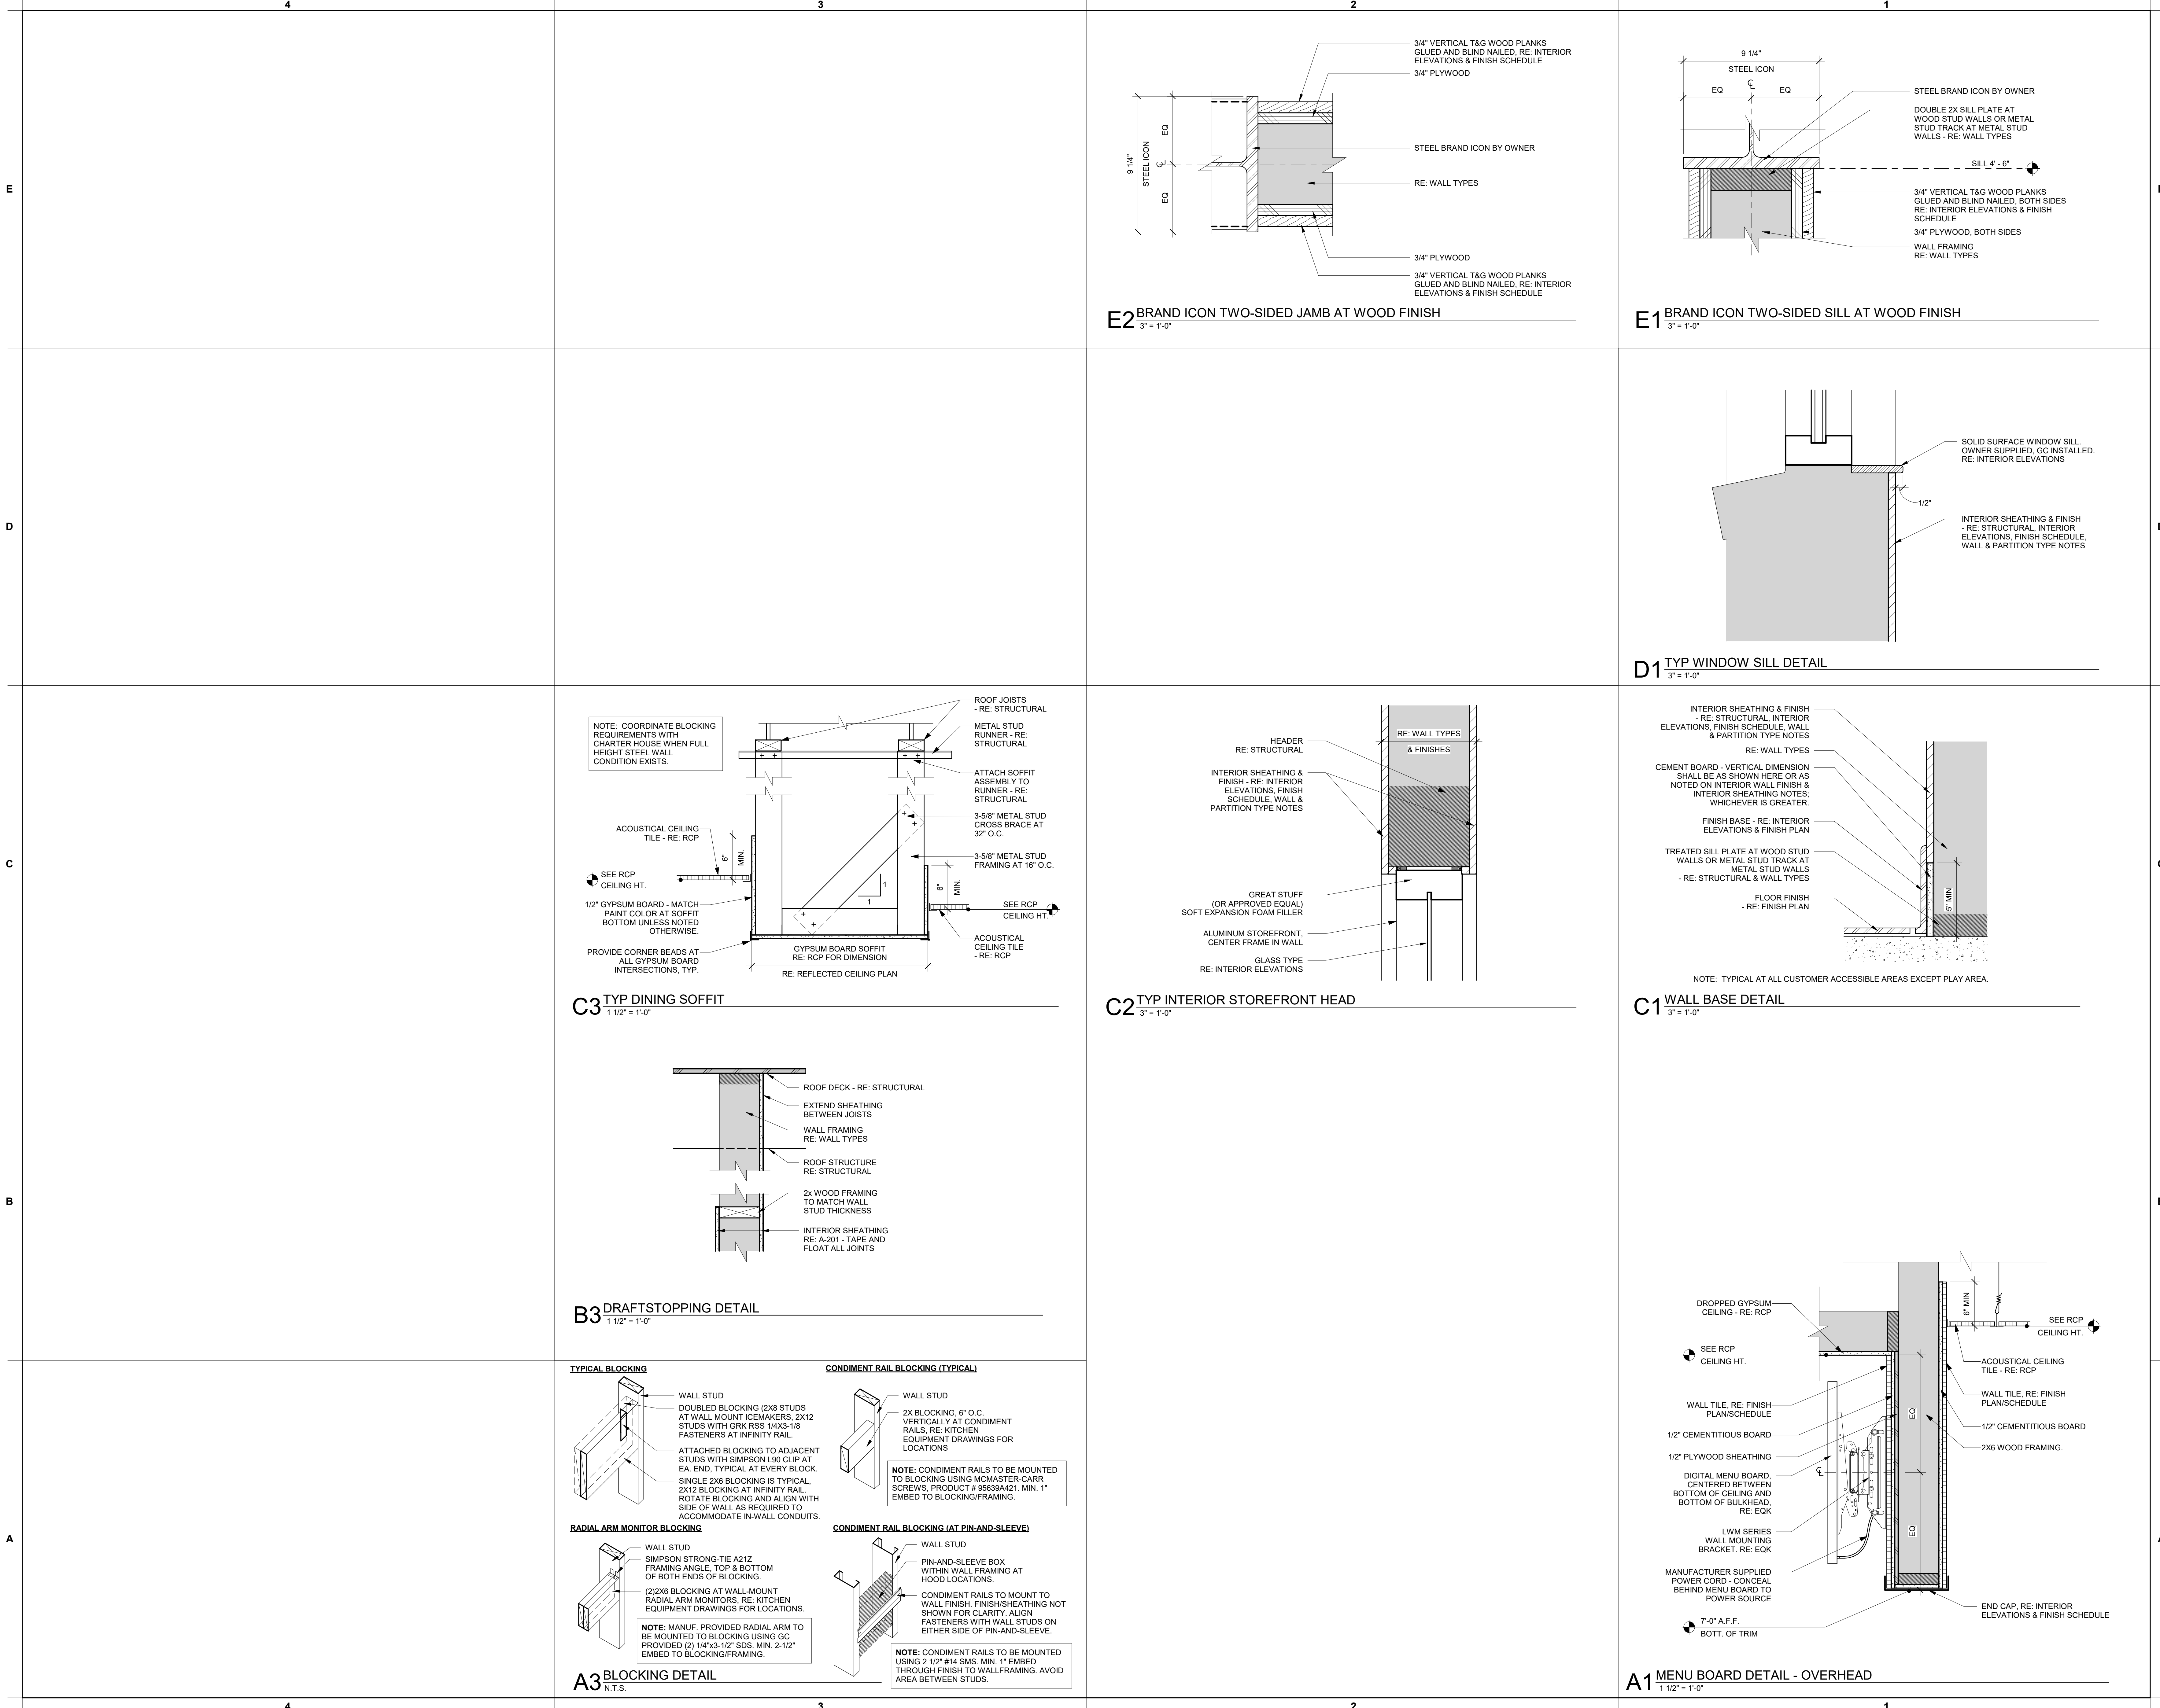 4
3
2
1
E
3/4" VERTICAL T&G WOOD PLANKS
GLUED AND BLIND NAILED, RE: INTERIOR
ELEVATIONS & FINISH SCHEDULE
3/4" PLYWOOD
STEEL BRAND ICON BY OWNER
RE: WALL TYPES
3/4" PLYWOOD
3/4" VERTICAL T&G WOOD PLANKS
GLUED AND BLIND NAILED, RE: INTERIOR
ELEVATIONS & FINISH SCHEDULE
9 1/4"
STEEL ICON
EQ
EQ
E2 BRAND ICON TWO-SIDED JAMB AT WOOD FINISH
3" = 1'-0"
9 1/4"
STEEL ICON
EQ
EQ
STEEL BRAND ICON BY OWNER
DOUBLE 2X SILL PLATE AT
WOOD STUD WALLS OR METAL
STUD TRACK AT METAL STUD
WALLS - RE: WALL TYPES
SILL 4' - 6"
3/4" VERTICAL T&G WOOD PLANKS
GLUED AND BLIND NAILED, BOTH SIDES
RE: INTERIOR ELEVATIONS & FINISH
SCHEDULE
3/4" PLYWOOD, BOTH SIDES
WALL FRAMING
RE: WALL TYPES
E1 BRAND ICON TWO-SIDED SILL AT WOOD FINISH
3" = 1'-0"
D
SOLID SURFACE WINDOW SILL.
OWNER SUPPLIED, GC INSTALLED.
RE: INTERIOR ELEVATIONS
1/2"
INTERIOR SHEATHING & FINISH
- RE: STRUCTURAL, INTERIOR
ELEVATIONS, FINISH SCHEDULE,
WALL & PARTITION TYPE NOTES
D1 TYP WINDOW SILL DETAIL
3" = 1'-0"
C
NOTE: COORDINATE BLOCKING
REQUIREMENTS WITH
CHARTER HOUSE WHEN FULL
HEIGHT STEEL WALL
CONDITION EXISTS.
ROOF JOISTS
- RE: STRUCTURAL
METAL STUD
RUNNER - RE:
STRUCTURAL
ATTACH SOFFIT
ASSEMBLY TO
RUNNER - RE:
STRUCTURAL
3-5/8" METAL STUD
CROSS BRACE AT
32" O.C.
3-5/8" METAL STUD
FRAMING AT 16" O.C.
ACOUSTICAL CEILING
TILE - RE: RCP
6"
MIN.
SEE RCP
CEILING HT.
1/2" GYPSUM BOARD - MATCH
PAINT COLOR AT SOFFIT
BOTTOM UNLESS NOTED
OTHERWISE.
PROVIDE CORNER BEADS AT
ALL GYPSUM BOARD
INTERSECTIONS, TYP.
1
1
6"
MIN.
SEE RCP
CEILING HT.
ACOUSTICAL
CEILING TILE
- RE: RCP
GYPSUM BOARD SOFFIT
RE: RCP FOR DIMENSION
RE: REFLECTED CEILING PLAN
C3 TYP DINING SOFFIT
1 1/2" = 1'-0"
RE: WALL TYPES
& FINISHES
HEADER
RE: STRUCTURAL
INTERIOR SHEATHING &
FINISH - RE: INTERIOR
ELEVATIONS, FINISH
SCHEDULE, WALL &
PARTITION TYPE NOTES
GREAT STUFF
(OR APPROVED EQUAL)
SOFT EXPANSION FOAM FILLER
ALUMINUM STOREFRONT,
CENTER FRAME IN WALL
GLASS TYPE
RE: INTERIOR ELEVATIONS
C2 TYP INTERIOR STOREFRONT HEAD
3" = 1'-0"
INTERIOR SHEATHING & FINISH
- RE: STRUCTURAL, INTERIOR
ELEVATIONS, FINISH SCHEDULE, WALL
& PARTITION TYPE NOTES
RE: WALL TYPES
CEMENT BOARD - VERTICAL DIMENSION
SHALL BE AS SHOWN HERE OR AS
NOTED ON INTERIOR WALL FINISH &
INTERIOR SHEATHING NOTES;
WHICHEVER IS GREATER.
FINISH BASE - RE: INTERIOR
ELEVATIONS & FINISH PLAN
TREATED SILL PLATE AT WOOD STUD
WALLS OR METAL STUD TRACK AT
METAL STUD WALLS
- RE: STRUCTURAL & WALL TYPES
FLOOR FINISH
- RE: FINISH PLAN
5" MIN
NOTE: TYPICAL AT ALL CUSTOMER ACCESSIBLE AREAS EXCEPT PLAY AREA.
C1 WALL BASE DETAIL
3" = 1'-0"
B
ROOF DECK - RE: STRUCTURAL
EXTEND SHEATHING
BETWEEN JOISTS
WALL FRAMING
RE: WALL TYPES
ROOF STRUCTURE
RE: STRUCTURAL
2x WOOD FRAMING
TO MATCH WALL
STUD THICKNESS
INTERIOR SHEATHING
RE: A-201 - TAPE AND
FLOAT ALL JOINTS
B3 DRAFTSTOPPING DETAIL
1 1/2" = 1'-0"
A
TYPICAL BLOCKING
WALL STUD
DOUBLED BLOCKING (2X8 STUDS
AT WALL MOUNT ICEMAKERS, 2X12
STUDS WITH GRK RSS 1/4X3-1/8
FASTENERS AT INFINITY RAIL.
ATTACHED BLOCKING TO ADJACENT
STUDS WITH SIMPSON L90 CLIP AT
EA. END, TYPICAL AT EVERY BLOCK.
SINGLE 2X6 BLOCKING IS TYPICAL,
2X12 BLOCKING AT INFINITY RAIL.
ROTATE BLOCKING AND ALIGN WITH
SIDE OF WALL AS REQUIRED TO
ACCOMMODATE IN-WALL CONDUITS.
CONDIMENT RAIL BLOCKING (TYPICAL)
WALL STUD
2X BLOCKING, 6" O.C.
VERTICALLY AT CONDIMENT
RAILS, RE: KITCHEN
EQUIPMENT DRAWINGS FOR
LOCATIONS
NOTE: CONDIMENT RAILS TO BE MOUNTED
TO BLOCKING USING MCMASTER-CARR
SCREWS, PRODUCT # 95639A421. MIN. 1"
EMBED TO BLOCKING/FRAMING.
RADIAL ARM MONITOR BLOCKING
WALL STUD
SIMPSON STRONG-TIE A21Z
FRAMING ANGLE, TOP & BOTTOM
OF BOTH ENDS OF BLOCKING.
(2)2X6 BLOCKING AT WALL-MOUNT
RADIAL ARM MONITORS, RE: KITCHEN
EQUIPMENT DRAWINGS FOR LOCATIONS.
NOTE: MANUF. PROVIDED RADIAL ARM TO
BE MOUNTED TO BLOCKING USING GC
PROVIDED (2) 1/4"x3-1/2" SDS. MIN. 2-1/2"
EMBED TO BLOCKING/FRAMING.
CONDIMENT RAIL BLOCKING (AT PIN-AND-SLEEVE)
WALL STUD
PIN-AND-SLEEVE BOX
WITHIN WALL FRAMING AT
HOOD LOCATIONS.
CONDIMENT RAILS TO MOUNT TO
WALL FINISH. FINISH/SHEATHING NOT
SHOWN FOR CLARITY. ALIGN
FASTENERS WITH WALL STUDS ON
EITHER SIDE OF PIN-AND-SLEEVE.
NOTE: CONDIMENT RAILS TO BE MOUNTED
USING 2 1/2" #14 SMS. MIN. 1" EMBED
THROUGH FINISH TO WALLFRAMING. AVOID
AREA BETWEEN STUDS.
A3 BLOCKING DETAIL
N.T.S.
DROPPED GYPSUM
CEILING - RE: RCP
SEE RCP
CEILING HT.
WALL TILE, RE: FINISH
PLAN/SCHEDULE
1/2" CEMENTITIOUS BOARD
1/2" PLYWOOD SHEATHING
DIGITAL MENU BOARD,
CENTERED BETWEEN
BOTTOM OF CEILING AND
BOTTOM OF BULKHEAD,
RE: EQK
LWM SERIES
WALL MOUNTING
BRACKET. RE: EQK
MANUFACTURER SUPPLIED
POWER CORD - CONCEAL
BEHIND MENU BOARD TO
POWER SOURCE
7'-0" A.F.F.
BOTT. OF TRIM
EQ
EQ
6" MIN
SEE RCP
CEILING HT.
ACOUSTICAL CEILING
TILE - RE: RCP
WALL TILE, RE: FINISH
PLAN/SCHEDULE
1/2" CEMENTITIOUS BOARD
2X6 WOOD FRAMING.
END CAP, RE: INTERIOR
ELEVATIONS & FINISH SCHEDULE
A1 MENU BOARD DETAIL - OVERHEAD
1 1/2" = 1'-0"